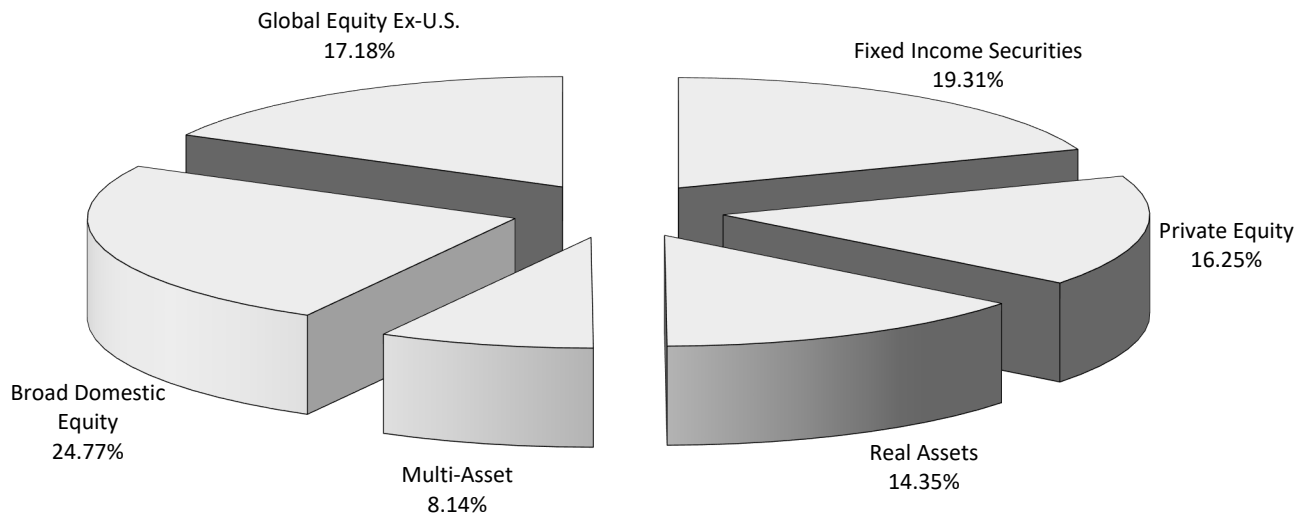 Global Equity Ex-U.S.
17.18%
Fixed Income Securities
19.31%
Private Equity
16.25%
Broad Domestic
Equity
24.77%
Multi-Asset
8.14%
Real Assets
14.35%